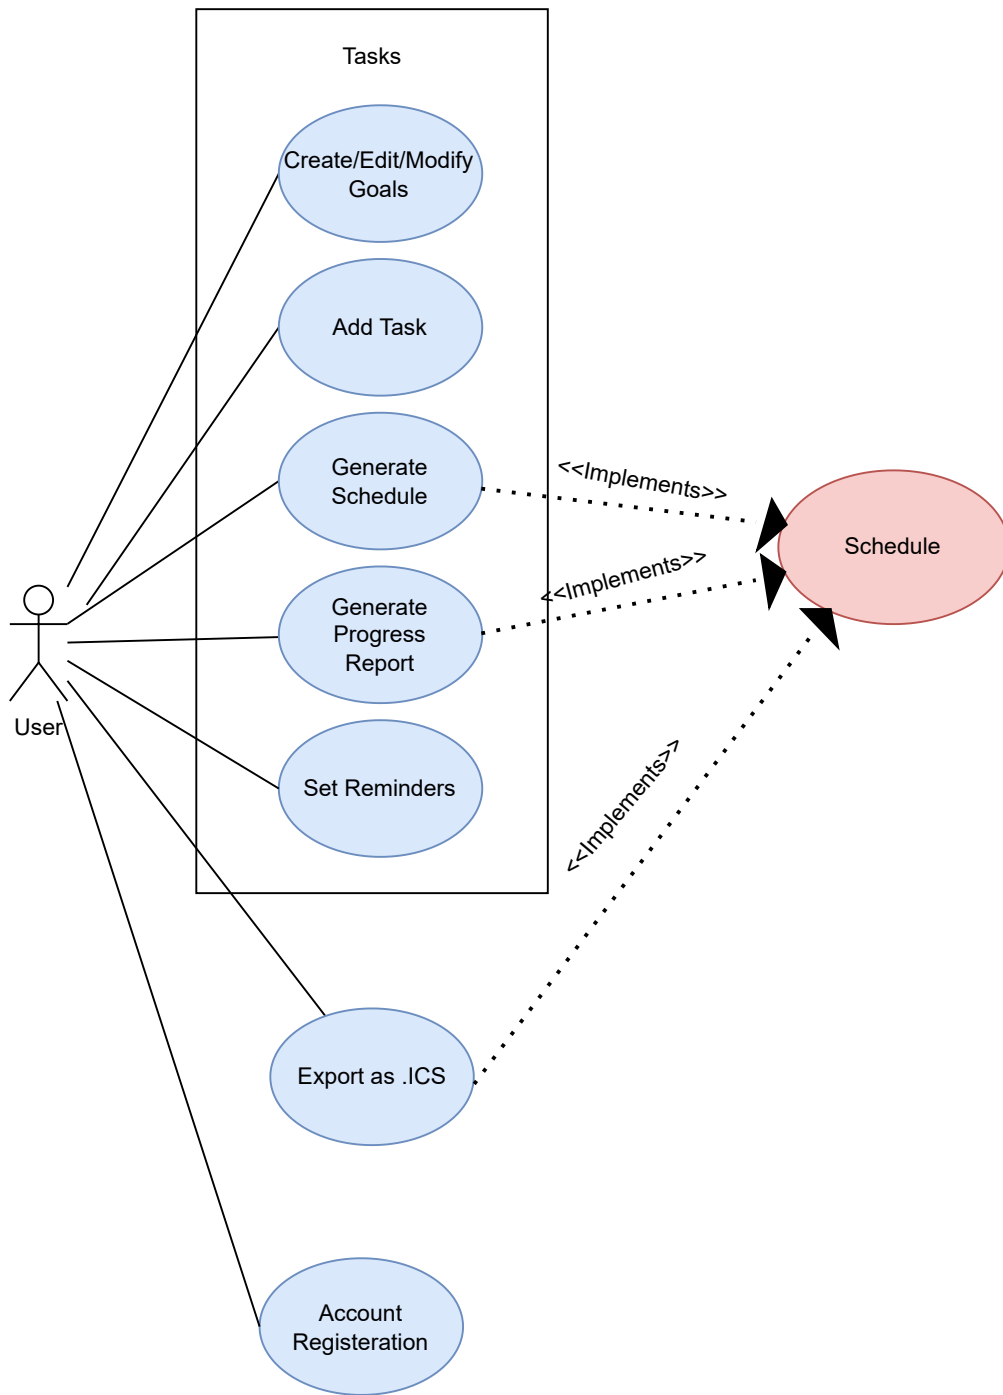 Tasks
Create/Edit/Modify
Goals
Add Task
Generate
Schedule
<<Implements>>
Schedule
<<Implements>>
Generate
Progress
Report
User
Set Reminders
<<Implements>>
Export as .ICS
Account
Registeration